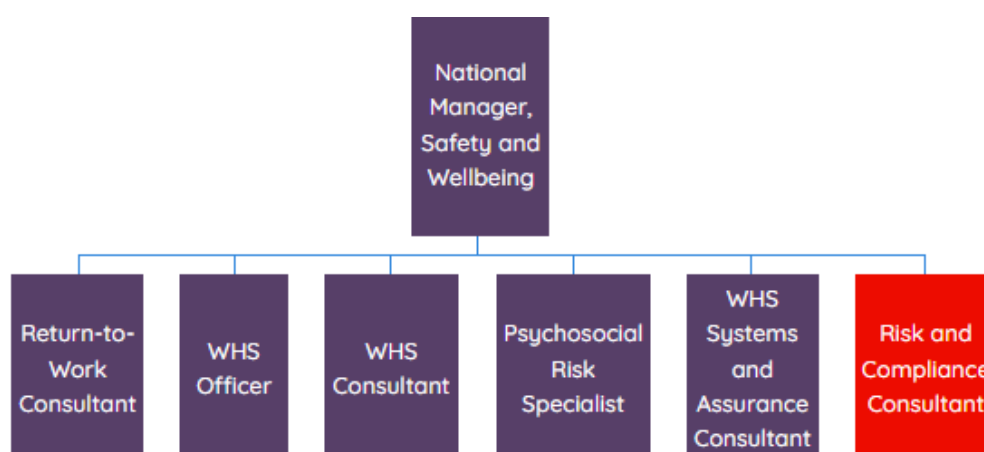 National
Manager,
Safety and
Wellbeing
Return-to-
Work
Consultant
WHS
Officer
WHS
Consultant
Psychosocial
Risk
Specialist
WHS
Systems
and
Assurance
Consultant
Risk and
Compliance
Consultant